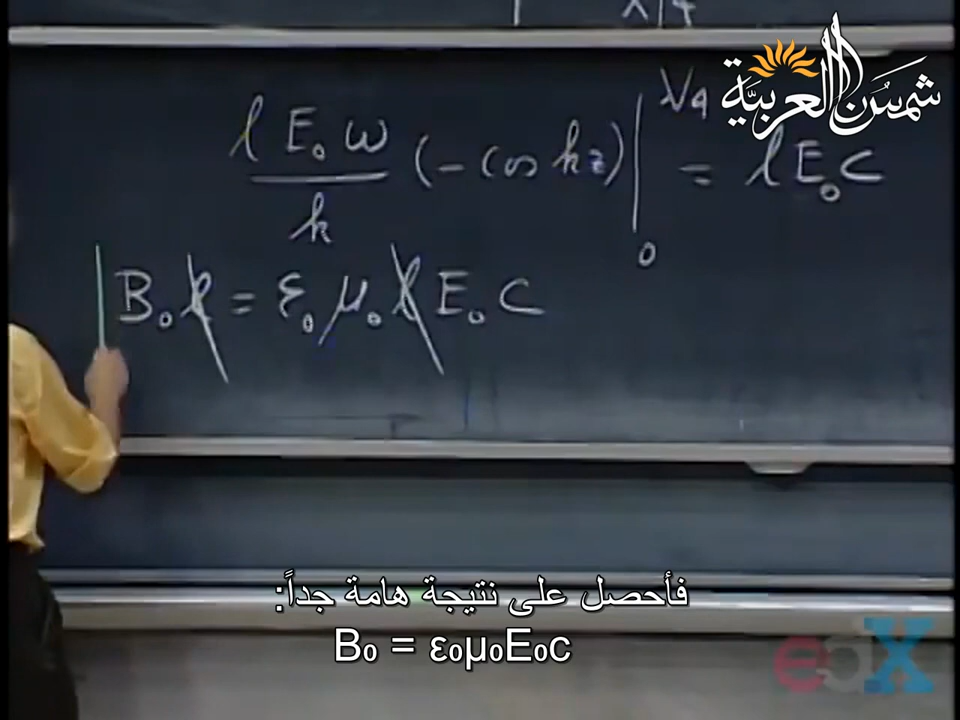 شمس العربية
λ/4
l E₀ ω / k (-cos kz) |₀ = l E₀ c
B₀ l = ε₀ μ₀ l E₀ c
فأحصل على نتيجة هامة جداً:
B₀ = ε₀μ₀E₀c
edX